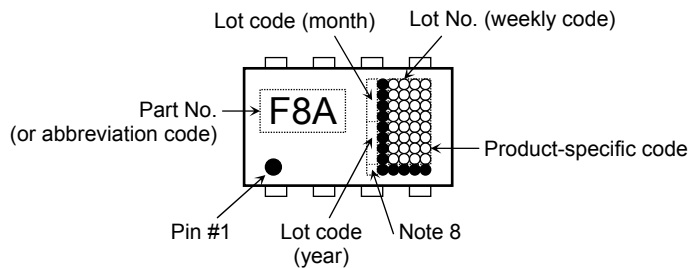 Lot code (month)
Lot No. (weekly code)
Part No.
(or abbreviation code)
F8A
Product-specific code
Pin #1
Lot code
(year)
Note 8